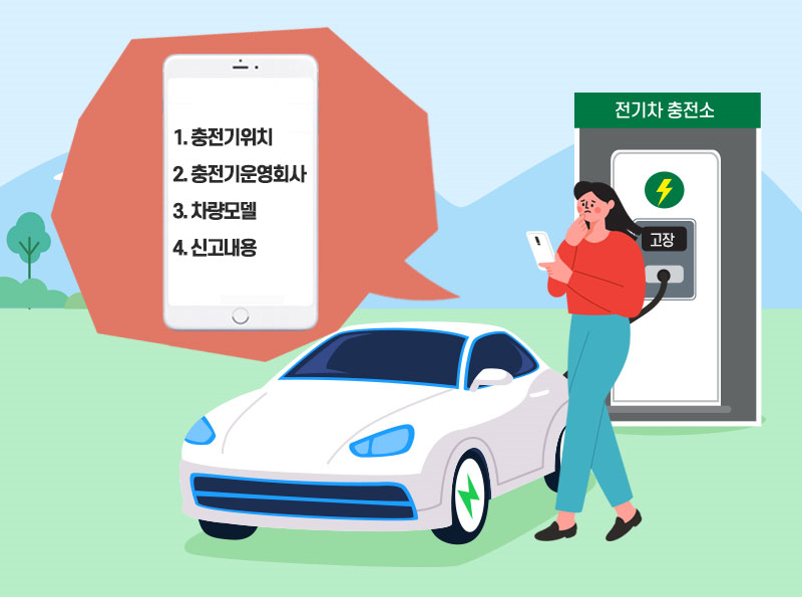 1. 충전기위치
2. 충전기운영회사
3. 차량모델
4. 신고내용
전기차 충전소
고장